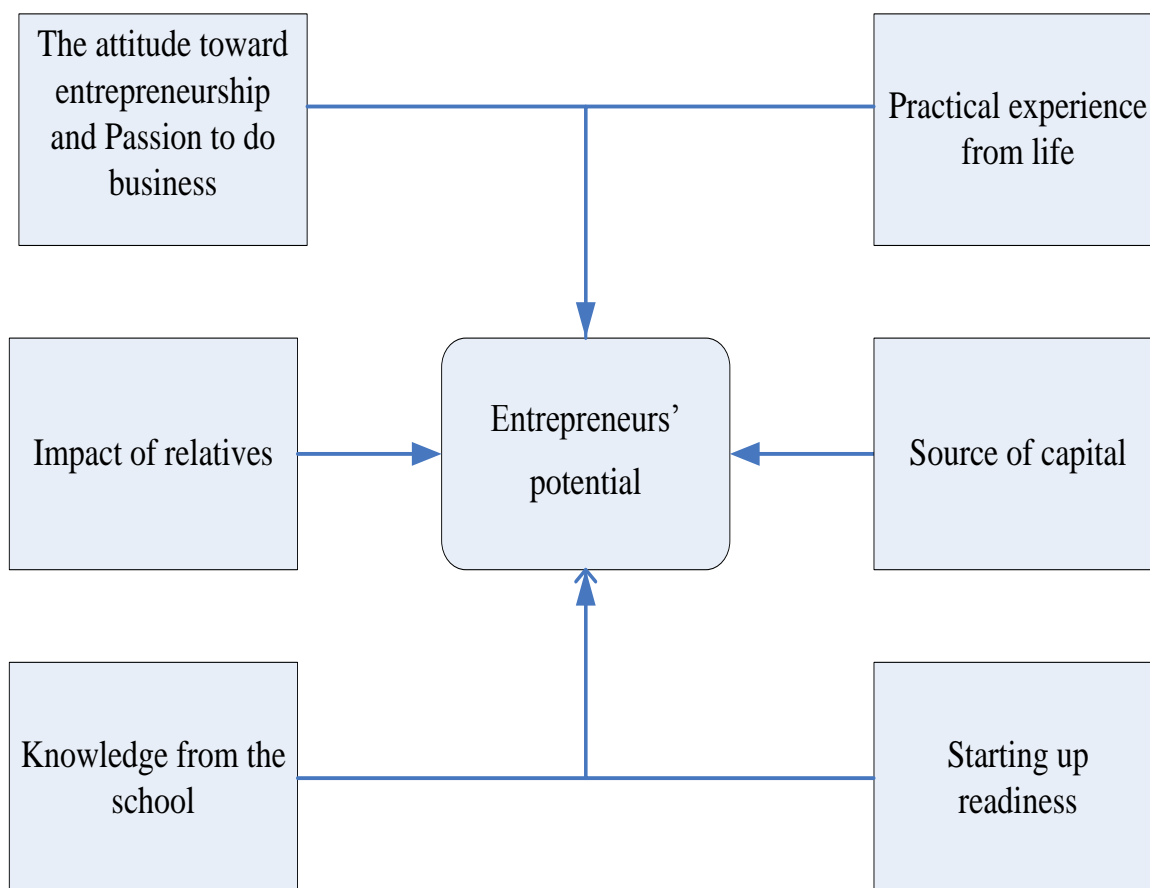 The attitude toward
entrepreneurship
and Passion to do
business
Practical experience
from life
Impact of relatives
Entrepreneurs’
potential
Source of capital
Knowledge from the
school
Starting up
readiness